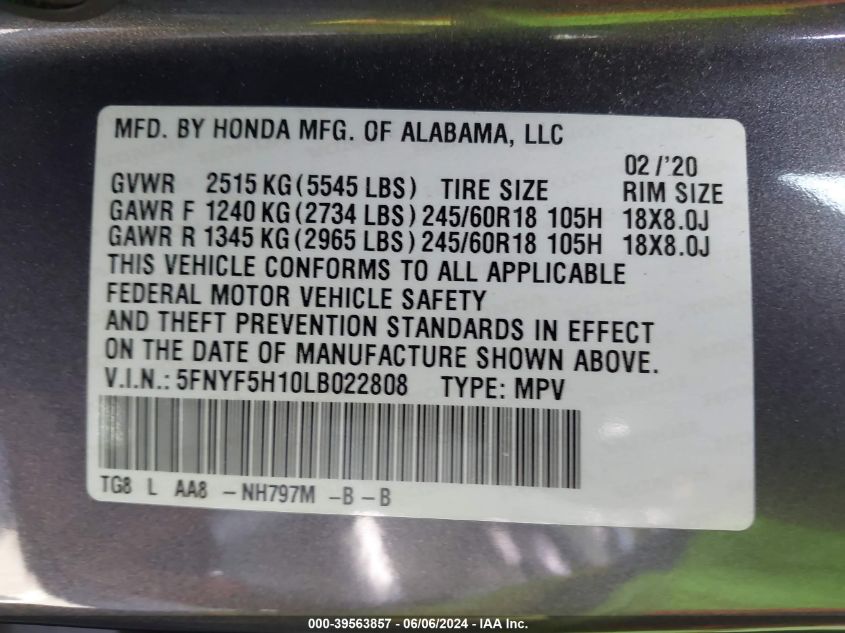 MFD. BY HONDA MFG. OF ALABAMA, LLC
02 /'20
GVWR 2515 KG (5545 LBS) TIRE SIZE RIM SIZE
GAWR F 1240 KG (2734 LBS) 245/60R18 105H 18X8.0J
GAWR R 1345 KG (2965 LBS) 245/60R18 105H 18X8.0J
THIS VEHICLE CONFORMS TO ALL APPLICABLE
FEDERAL MOTOR VEHICLE SAFETY
AND THEFT PREVENTION STANDARDS IN EFFECT
ON THE DATE OF MANUFACTURE SHOWN ABOVE.
V.I.N.: 5FNYF5H10LB022808 TYPE: MPV
TG8 L AA8 -NH797M -B -B
000-39563857 - 06/06/2024 - IAA Inc.